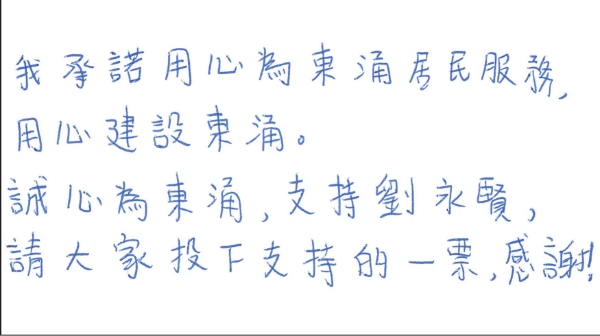 我承諾用心為東涌居民服務,
用心建設東涌。
誠心為東涌,支持劉永賢,
請大家投下支持的一票,感謝!